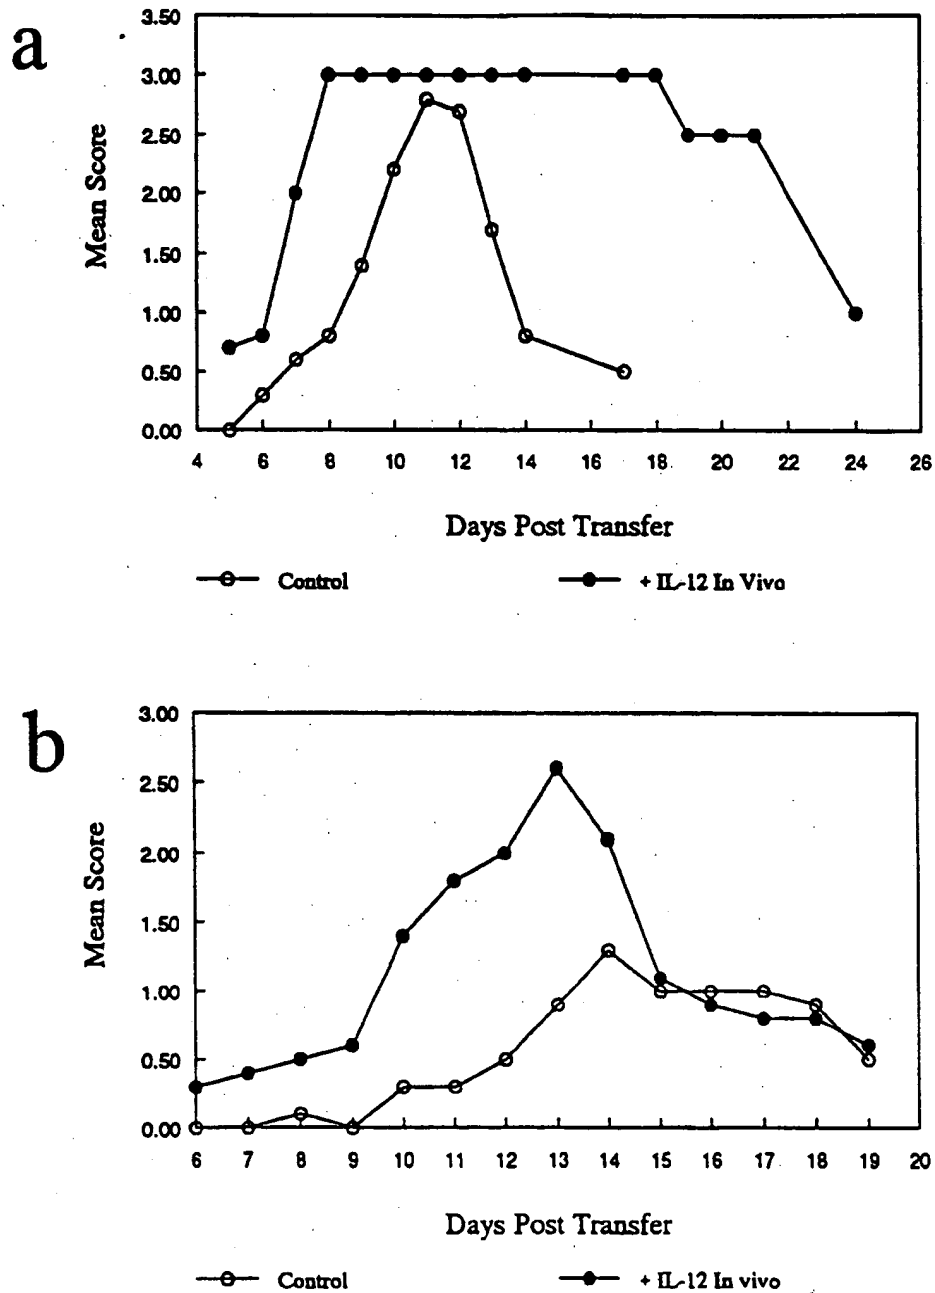 a
3.50
3.00
2.50
2.00
1.50
1.00
0.50
0.00
Mean Score
4 6 8 10 12 14 16 18 20 22 24 26
Days Post Transfer
Control + IL-12 In Vivo
b
3.00
2.50
2.00
1.50
1.00
0.50
0.00
Mean Score
6 7 8 9 10 11 12 13 14 15 16 17 18 19 20
Days Post Transfer
Control + IL-12 In vivo